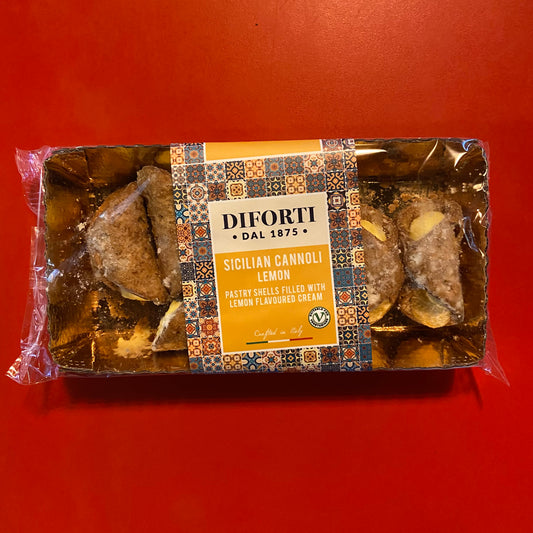 DIFORTI
• DAL 1875 •
SICILIAN CANNOLI
LEMON
PASTRY SHELLS FILLED WITH
LEMON FLAVOURED CREAM
Crafted in Italy
V